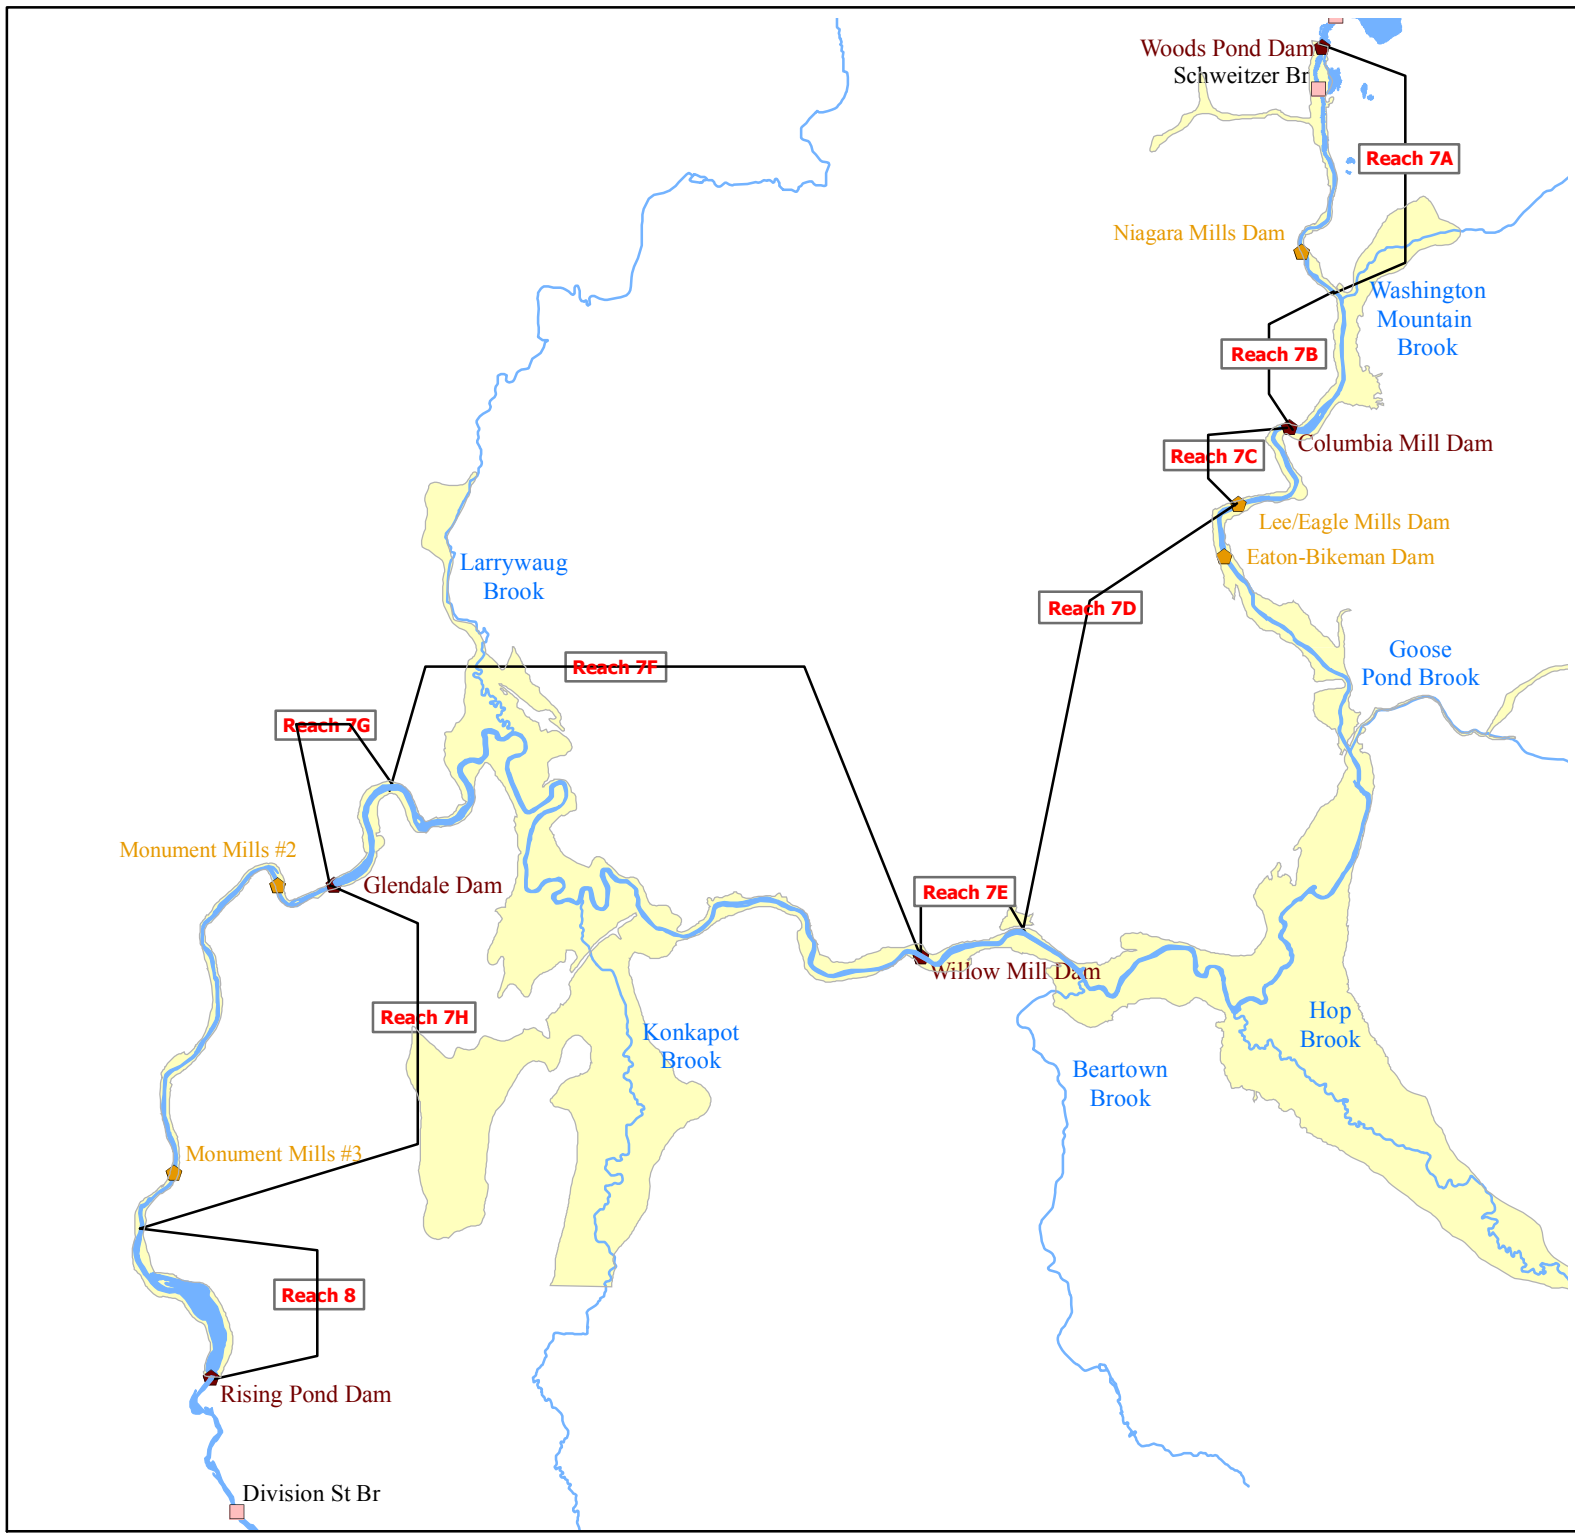 Woods Pond Dam
Schweitzer Br
Reach 7A
Niagara Mills Dam
Washington
Mountain
Brook
Reach 7B
Columbia Mill Dam
Reach 7C
Lee/Eagle Mills Dam
Eaton-Bikeman Dam
Larrywaug
Brook
Reach 7D
Goose
Pond Brook
Reach 7F
Reach 7G
Monument Mills #2
Glendale Dam
Reach 7E
Willow Mill Dam
Reach 7H
Konkapot
Brook
Hop
Brook
Beartown
Brook
Monument Mills #3
Reach 8
Rising Pond Dam
Division St Br